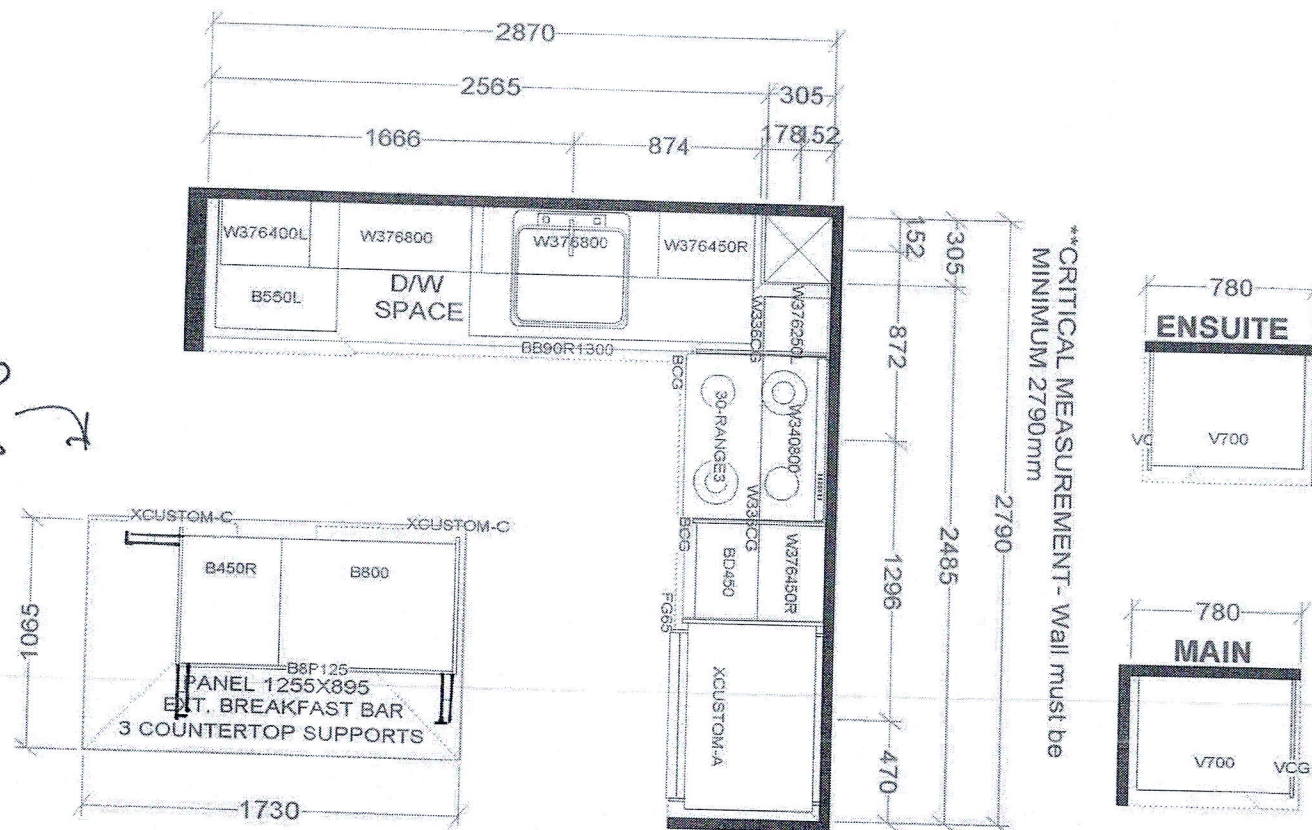 2870
2565
305
1666
874
178
152
W376400L
W376800
W376800
W376450R
B550L
D/W
SPACE
BB90R1300
W336CG
W376250L
BCG
30-RANGE3
W340800
W336CG
BCG
BD450
W376450R
FG65
XCUSTOM-A
152
305
872
2790
2485
1296
470
**CRITICAL MEASUREMENT- Wall must be
MINIMUM 2790mm
780
ENSUITE
VC
V700
780
MAIN
V700
VCG
XCUSTOM-C
XCUSTOM-C
B450R
B800
1065
B8P125
PANEL 1255X895
EXT. BREAKFAST BAR
3 COUNTERTOP SUPPORTS
1730